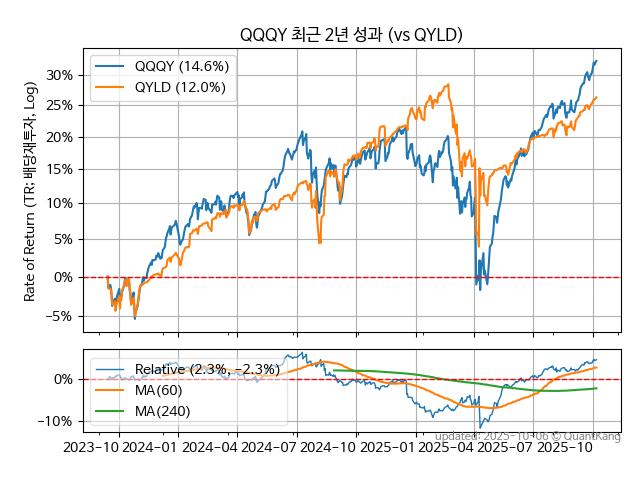 QQQY 최근 2년 성과 (vs QYLD)
Rate of Return (TR: 배당재투자, Log)
30%
25%
20%
15%
10%
5%
0%
−5%
QQQY (14.6%)
QYLD (12.0%)
0%
−10%
Relative (2.3%, −2.3%)
MA(60)
MA(240)
updated: 2025-10-06 © QuantKang
2023-10 2024-01 2024-04 2024-07 2024-10 2025-01 2025-04 2025-07 2025-10